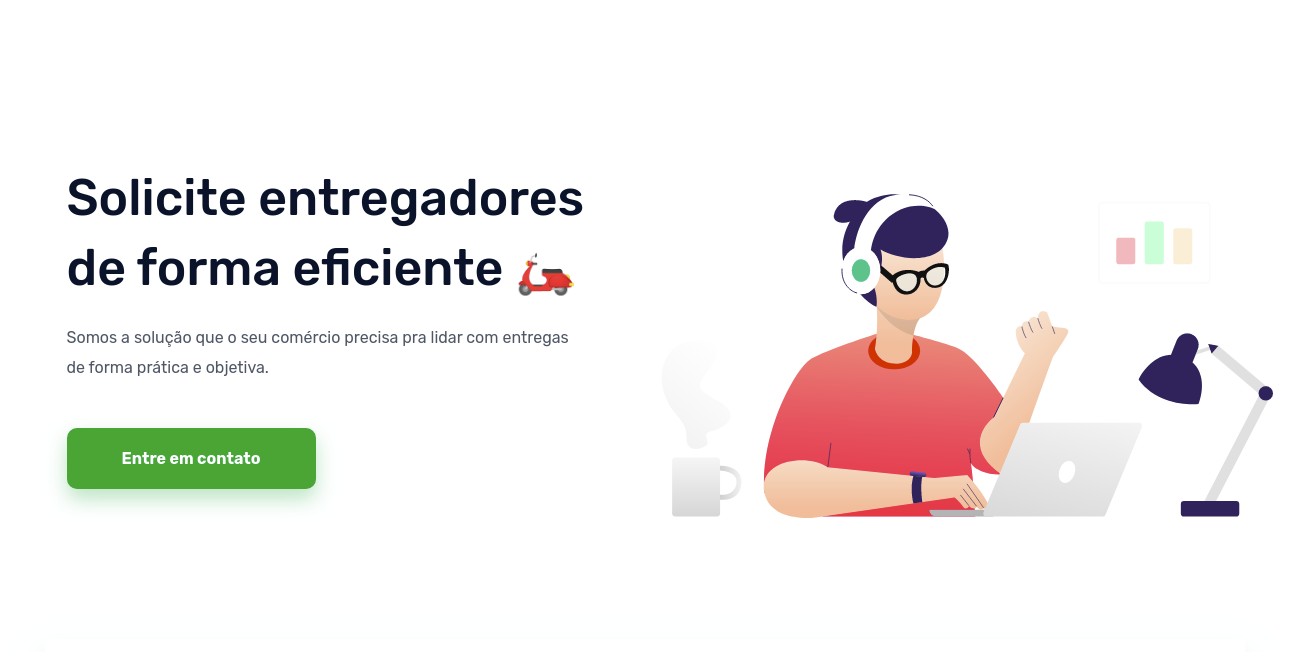 Solicite entregadores
de forma eficiente 🛵
Somos a solução que o seu comércio precisa pra lidar com entregas
de forma prática e objetiva.
Entre em contato